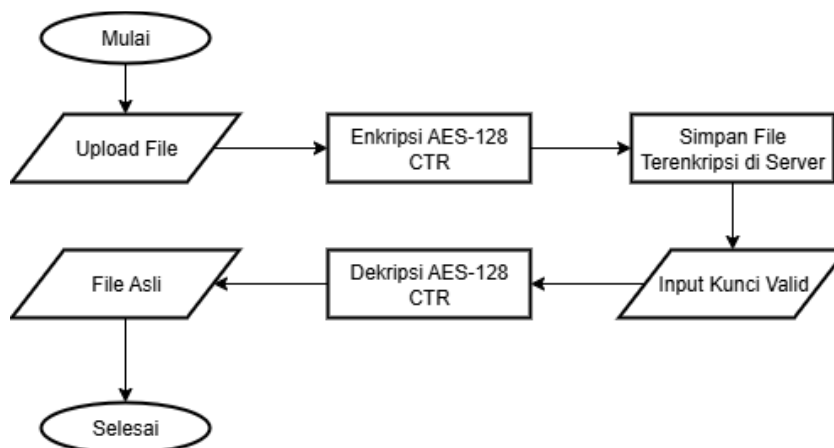 Mulai
Upload File
Enkripsi AES-128
CTR
Simpan File
Terenkripsi di Server
Input Kunci Valid
Dekripsi AES-128
CTR
File Asli
Selesai